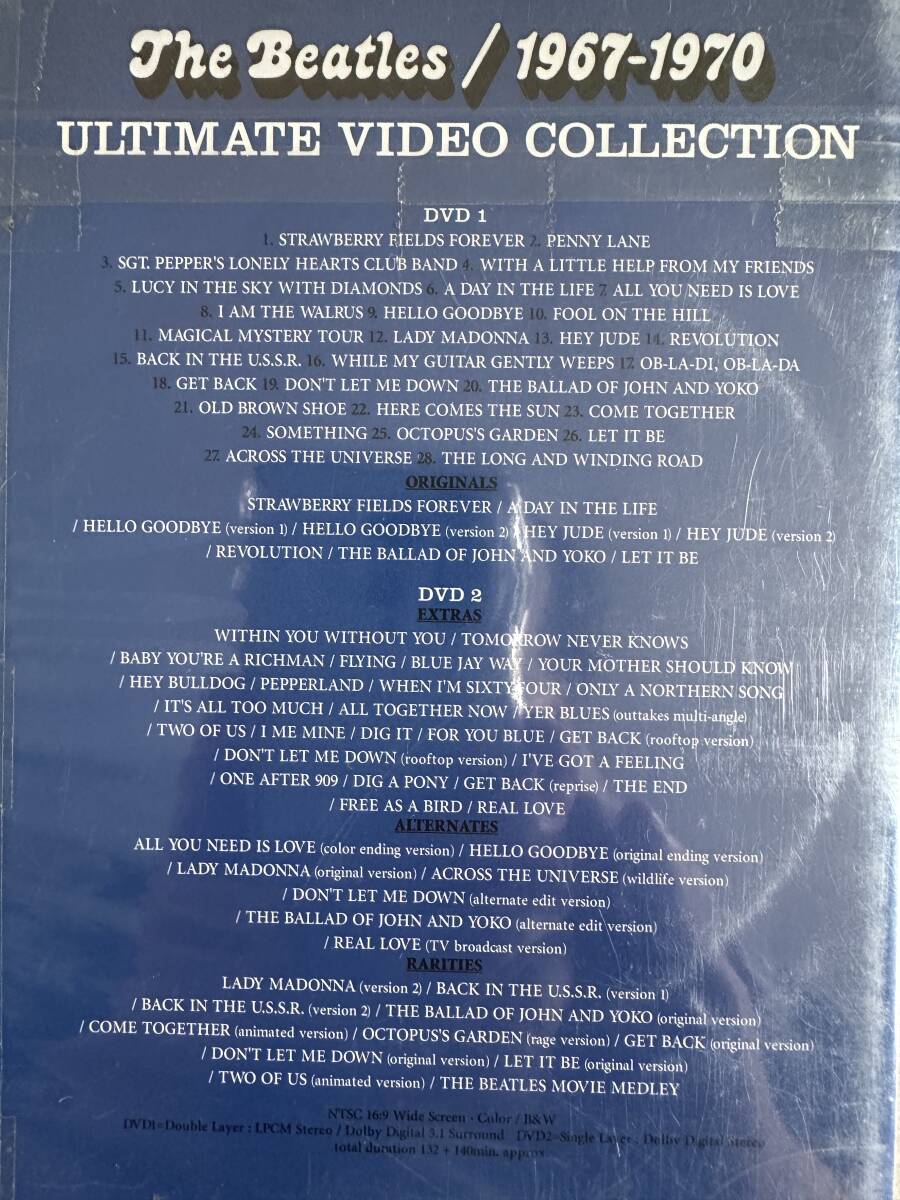 The Beatles / 1967-1970
ULTIMATE VIDEO COLLECTION
DVD 1
1. STRAWBERRY FIELDS FOREVER 2. PENNY LANE
3. SGT. PEPPER'S LONELY HEARTS CLUB BAND 4. WITH A LITTLE HELP FROM MY FRIENDS
5. LUCY IN THE SKY WITH DIAMONDS 6. A DAY IN THE LIFE 7. ALL YOU NEED IS LOVE
8. I AM THE WALRUS 9. HELLO GOODBYE 10. FOOL ON THE HILL
11. MAGICAL MYSTERY TOUR 12. LADY MADONNA 13. HEY JUDE 14. REVOLUTION
15. BACK IN THE U.S.S.R. 16. WHILE MY GUITAR GENTLY WEEPS 17. OB-LA-DI, OB-LA-DA
18. GET BACK 19. DON'T LET ME DOWN 20. THE BALLAD OF JOHN AND YOKO
21. OLD BROWN SHOE 22. HERE COMES THE SUN 23. COME TOGETHER
24. SOMETHING 25. OCTOPUS'S GARDEN 26. LET IT BE
27. ACROSS THE UNIVERSE 28. THE LONG AND WINDING ROAD
ORIGINALS
STRAWBERRY FIELDS FOREVER / A DAY IN THE LIFE
/ HELLO GOODBYE (version 1) / HELLO GOODBYE (version 2) / HEY JUDE (version 1) / HEY JUDE (version 2)
/ REVOLUTION / THE BALLAD OF JOHN AND YOKO / LET IT BE
DVD 2
EXTRAS
WITHIN YOU WITHOUT YOU / TOMORROW NEVER KNOWS
/ BABY YOU'RE A RICHMAN / FLYING / BLUE JAY WAY / YOUR MOTHER SHOULD KNOW
/ HEY BULLDOG / PEPPERLAND / WHEN I'M SIXTY FOUR / ONLY A NORTHERN SONG
/ IT'S ALL TOO MUCH / ALL TOGETHER NOW / YER BLUES (outtakes multi-angle)
/ TWO OF US / I ME MINE / DIG IT / FOR YOU BLUE / GET BACK (rooftop version)
/ DON'T LET ME DOWN (rooftop version) / I'VE GOT A FEELING
/ ONE AFTER 909 / DIG A PONY / GET BACK (reprise) / THE END
/ FREE AS A BIRD / REAL LOVE
ALTERNATES
ALL YOU NEED IS LOVE (color ending version) / HELLO GOODBYE (original ending version)
/ LADY MADONNA (original version) / ACROSS THE UNIVERSE (wildlife version)
/ DON'T LET ME DOWN (alternate edit version)
/ THE BALLAD OF JOHN AND YOKO (alternate edit version)
/ REAL LOVE (TV broadcast version)
RARITIES
LADY MADONNA (version 2) / BACK IN THE U.S.S.R. (version 1)
/ BACK IN THE U.S.S.R. (version 2) / THE BALLAD OF JOHN AND YOKO (original version)
/ COME TOGETHER (animated version) / OCTOPUS'S GARDEN (rage version) / GET BACK (original version)
/ DON'T LET ME DOWN (original version) / LET IT BE (original version)
/ TWO OF US (animated version) / THE BEATLES MOVIE MEDLEY
NTSC 16:9 Wide Screen - Color / B&W
DVD1=Double Layer : LPCM Stereo / Dolby Digital 5.1 Surround DVD2=Single Layer : Dolby Digital Stereo
total duration 132 + 140min. approx